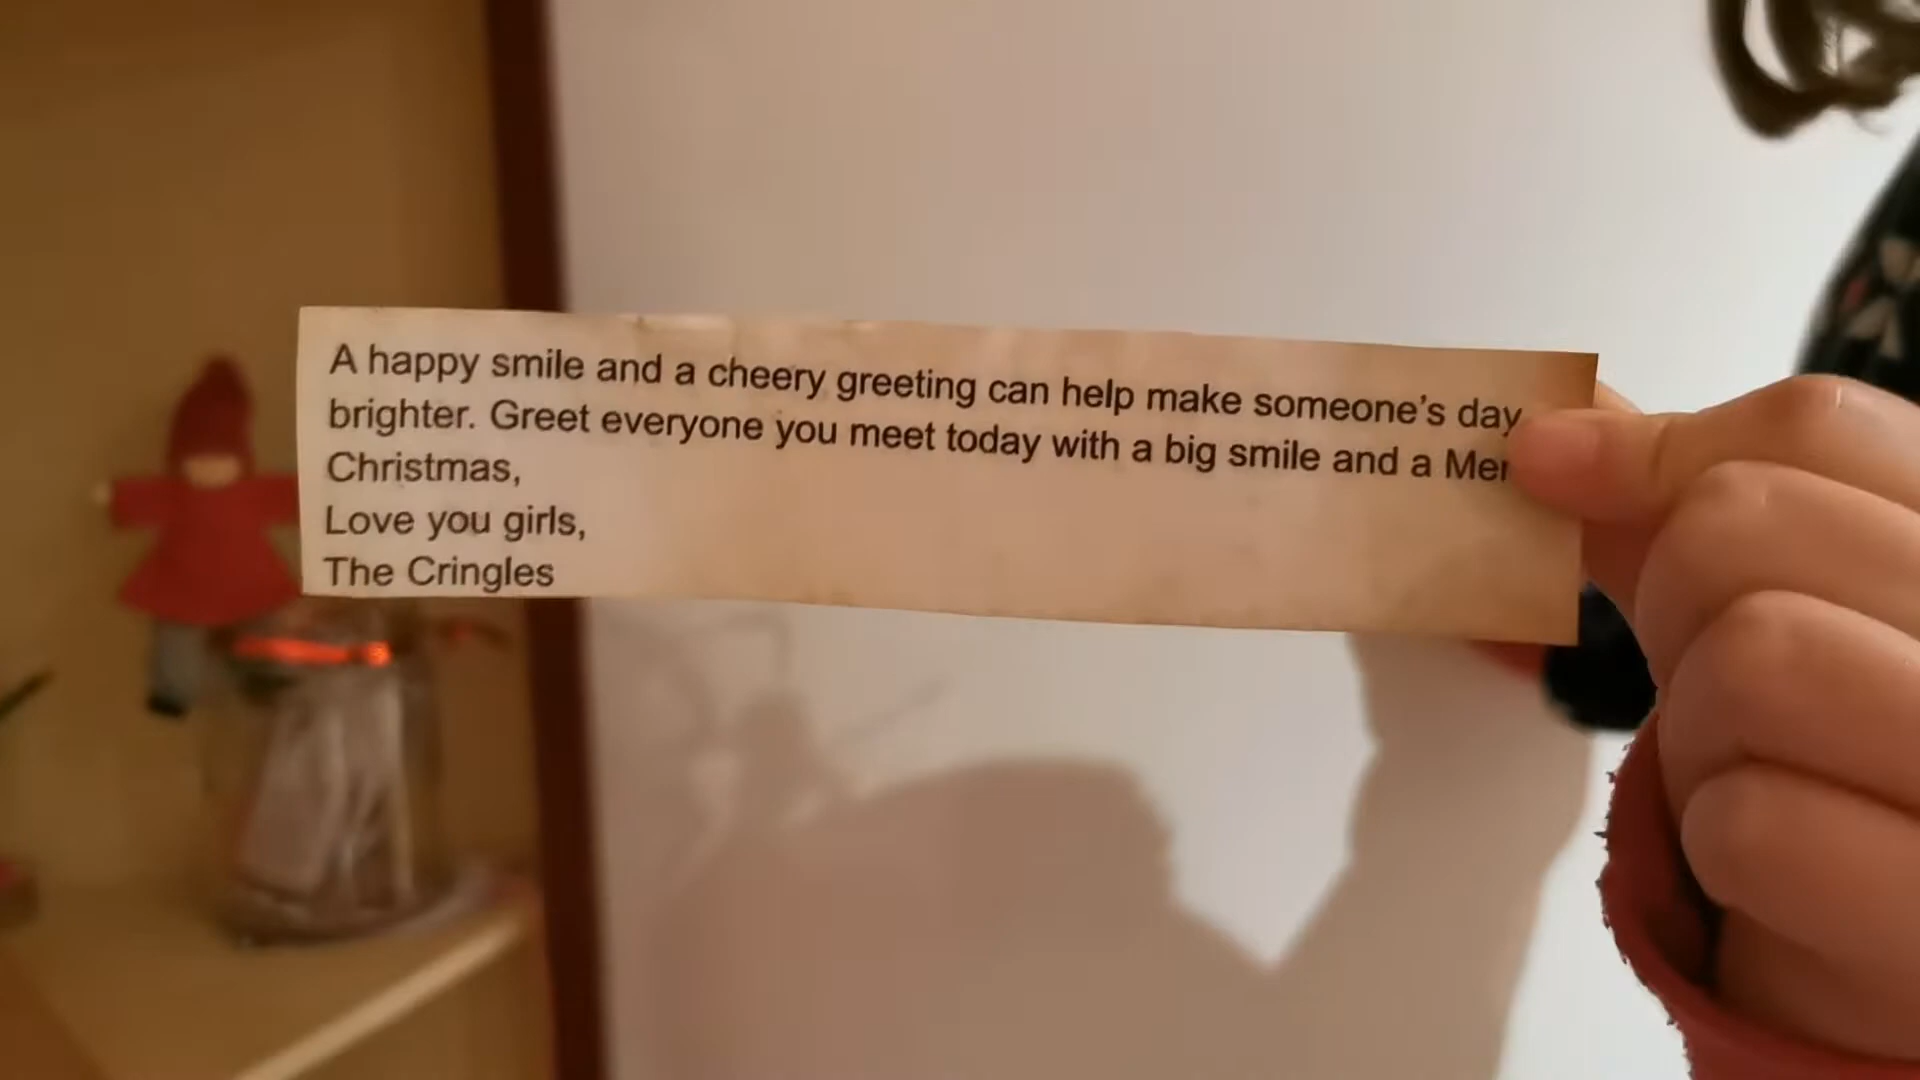 A happy smile and a cheery greeting can help make someone's day
brighter. Greet everyone you meet today with a big smile and a Mer
Christmas,
Love you girls,
The Cringles